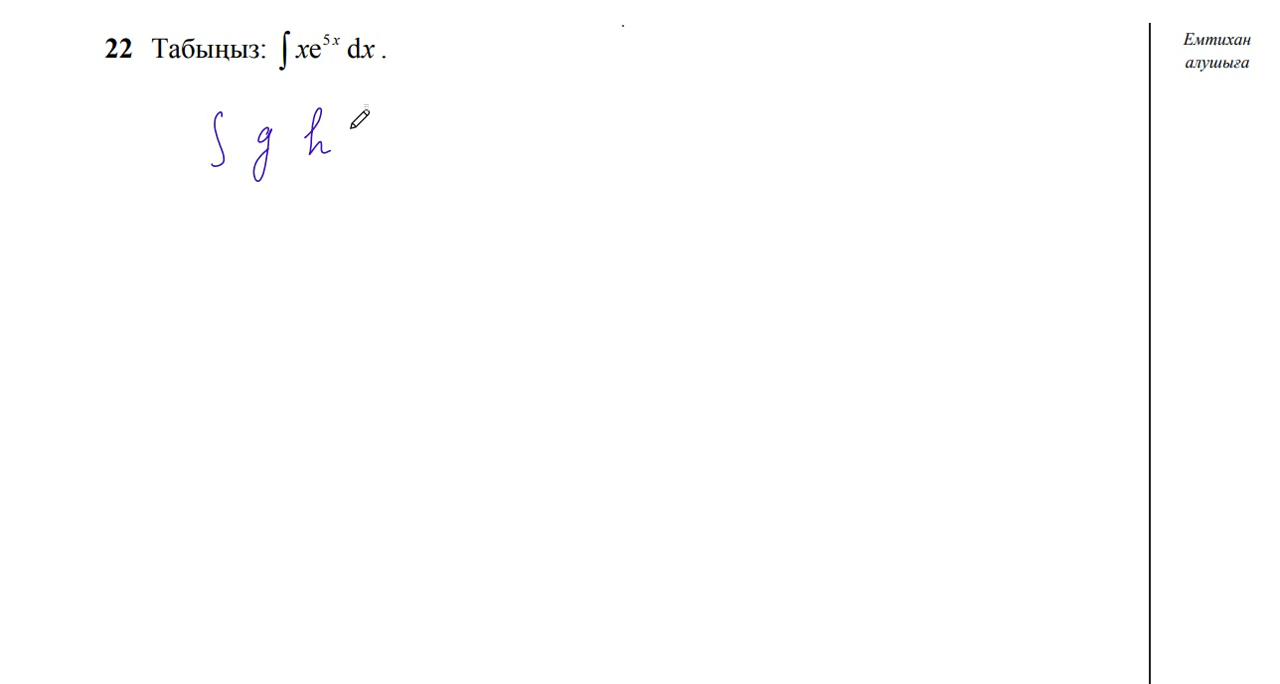 22 Табыңыз: ∫ xe^{5x} dx .
Емтихан
алушыға
∫ g h